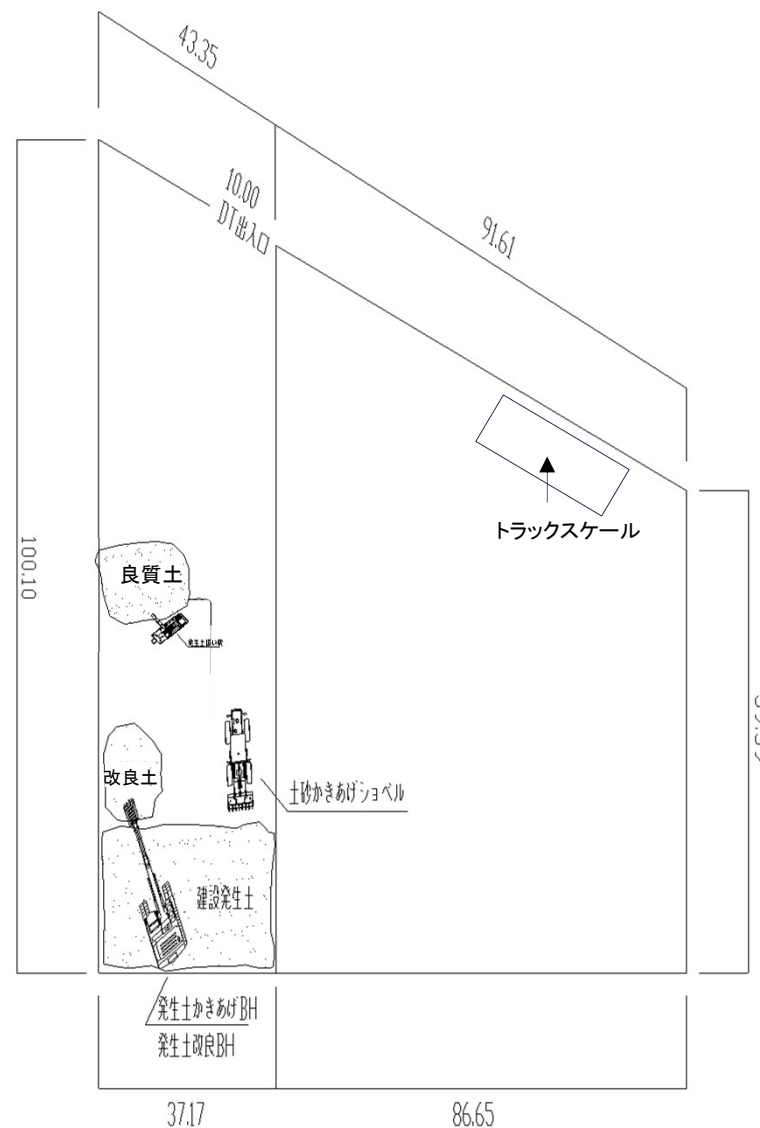 43.35
10.00
DT出入口
91.61
トラックスケール
100.10
良質土
改良土
土砂かきあげショベル
建設発生土
発生土かきあげBH
発生土改良BH
37.17
86.65